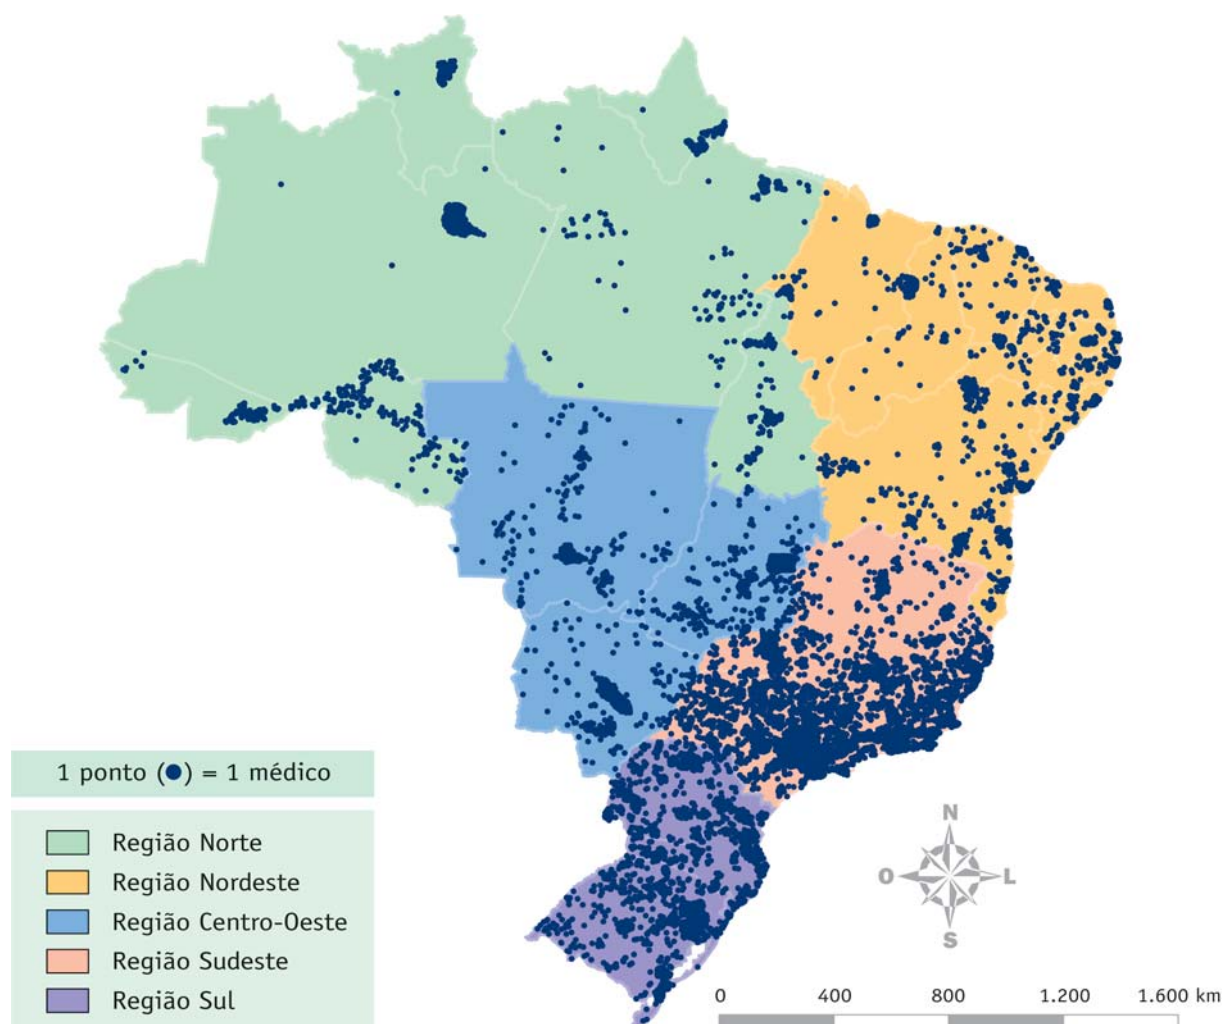 1 ponto (●) = 1 médico
Região Norte
Região Nordeste
Região Centro-Oeste
Região Sudeste
Região Sul
N
O L
S
0 400 800 1.200 1.600 km